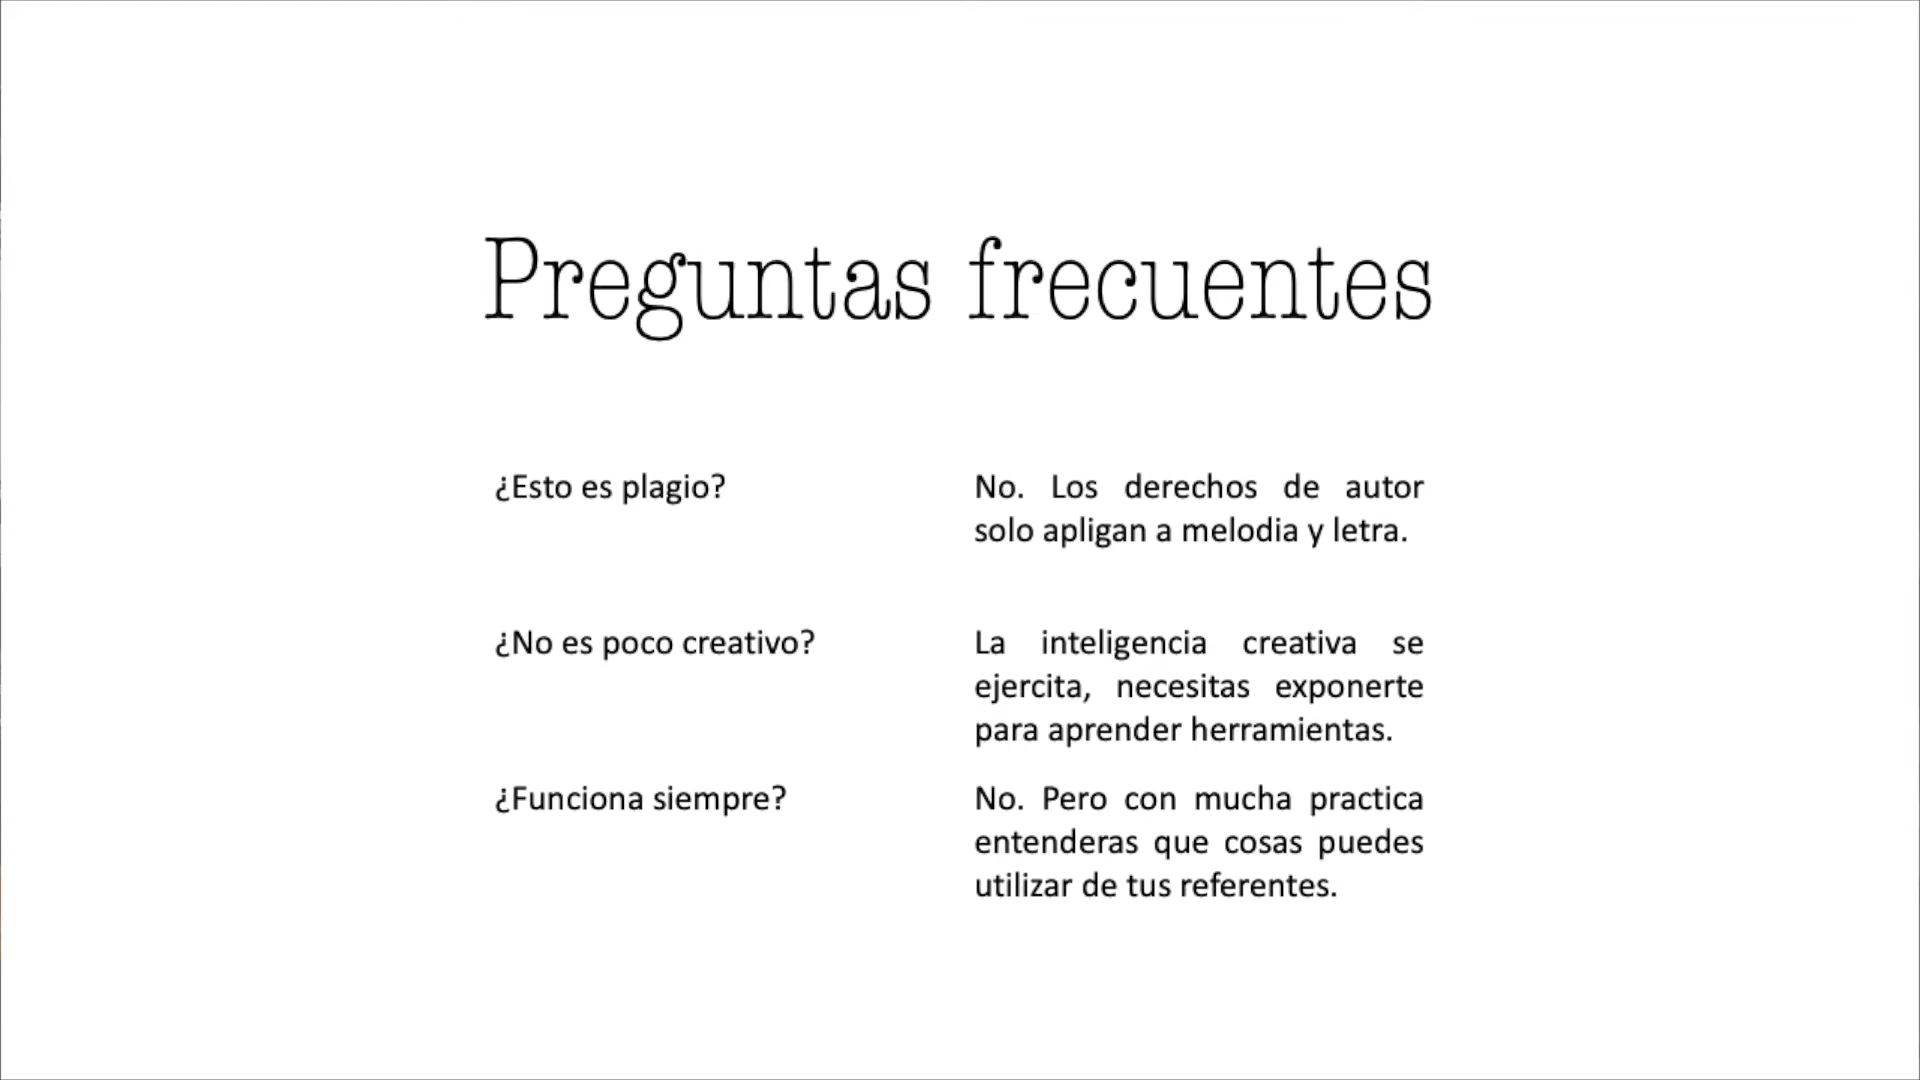 Preguntas frecuentes
¿Esto es plagio?
No. Los derechos de autor
solo apligan a melodia y letra.
¿No es poco creativo?
La inteligencia creativa se
ejercita, necesitas exponerte
para aprender herramientas.
¿Funciona siempre?
No. Pero con mucha practica
entenderas que cosas puedes
utilizar de tus referentes.